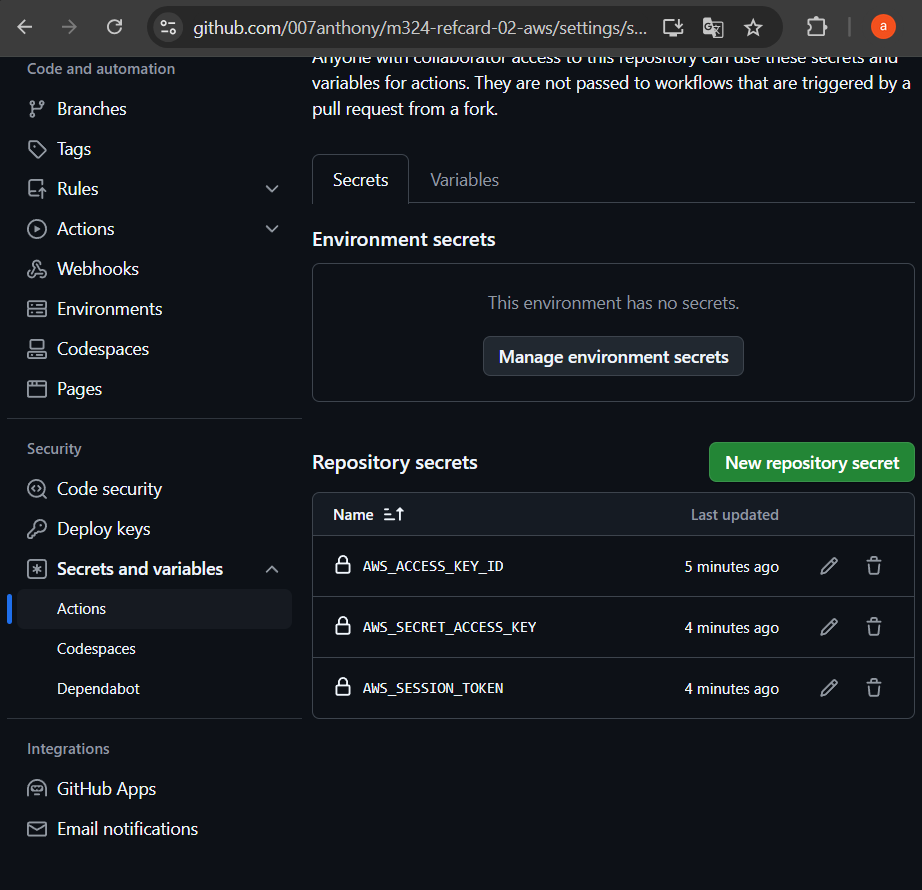 github.com/007anthony/m324-refcard-02-aws/settings/s...
a
Code and automation
Branches
Tags
Rules
Actions
Webhooks
Environments
Codespaces
Pages
Security
Code security
Deploy keys
Secrets and variables
Actions
Codespaces
Dependabot
Integrations
GitHub Apps
Email notifications
Anyone with collaborator access to this repository can use these secrets and
variables for actions. They are not passed to workflows that are triggered by a
pull request from a fork.
Secrets Variables
Environment secrets
This environment has no secrets.
Manage environment secrets
Repository secrets
New repository secret
Name Last updated
AWS_ACCESS_KEY_ID 5 minutes ago
AWS_SECRET_ACCESS_KEY 4 minutes ago
AWS_SESSION_TOKEN 4 minutes ago